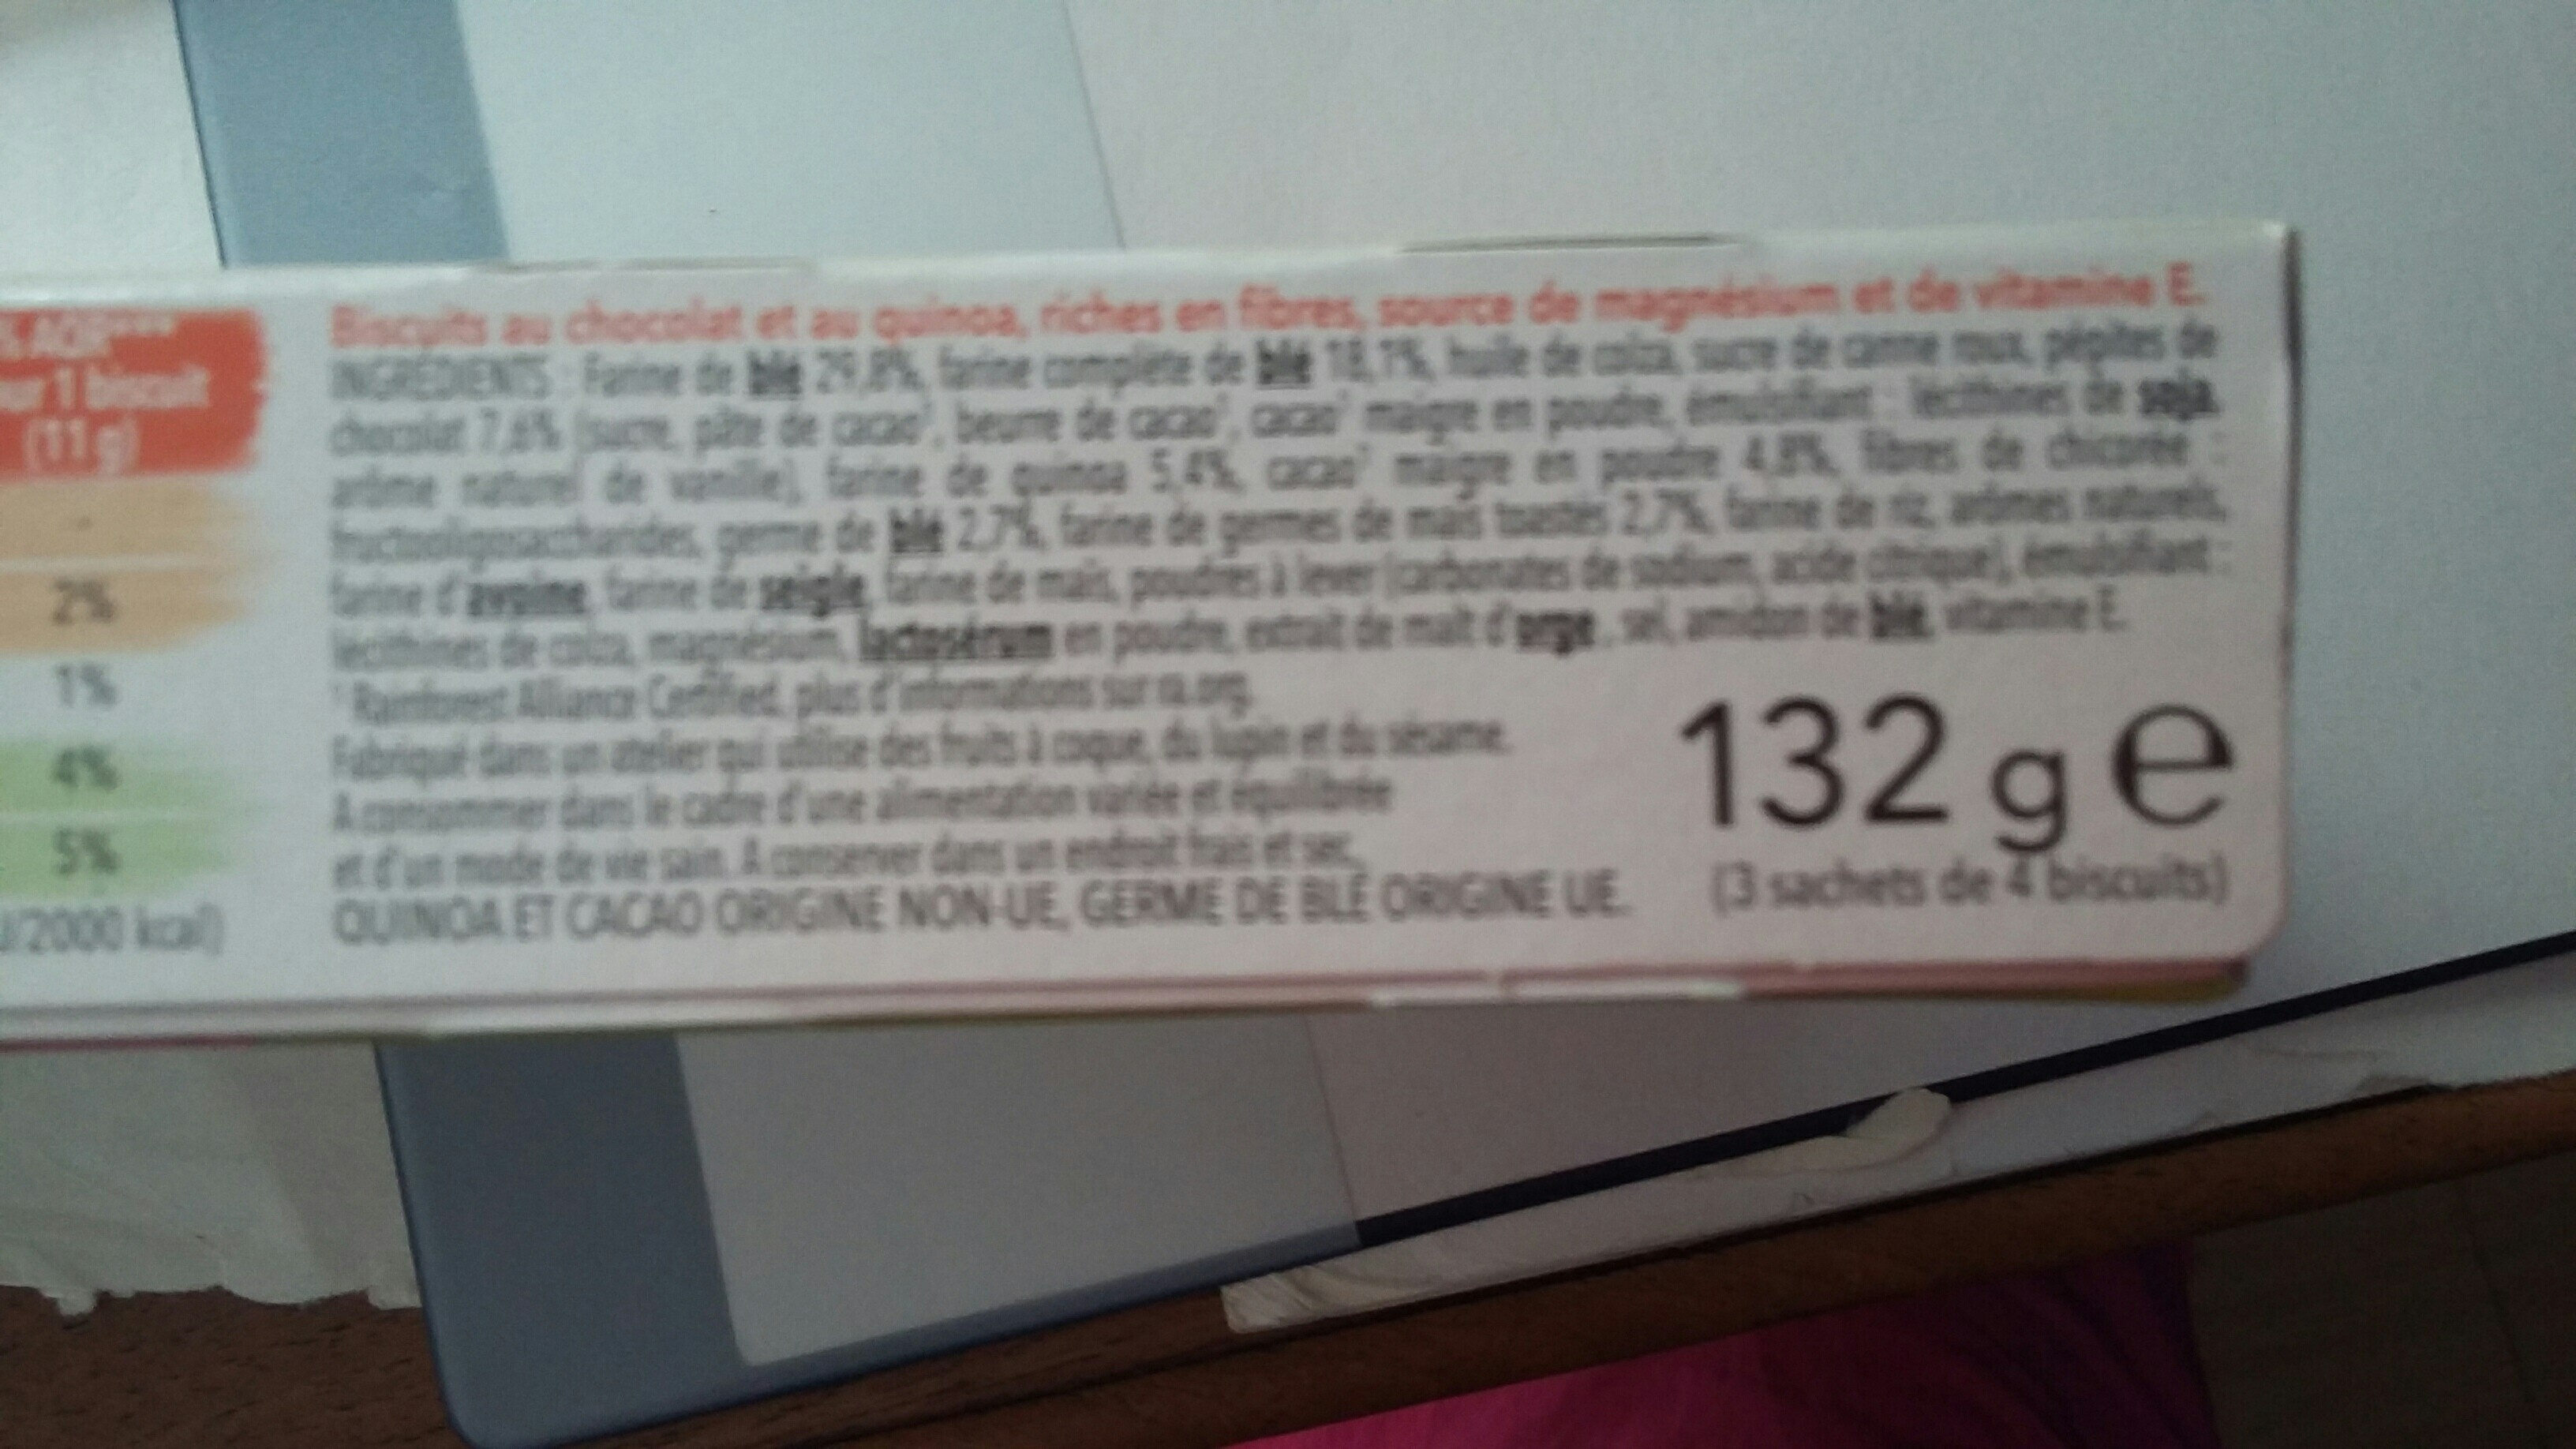 % AQR****
1 biscuit
(11 g)
-
2%
1%
4%
5%
/2000 kcal)
Biscuits au chocolat et au quinoa, riches en fibres, source de magnésium et de vitamine E.
INGRÉDIENTS : Farine de blé 29,8%, farine complète de blé 18,1%, huile de colza, sucre de canne roux, pépites de
chocolat 7,6% (sucre, pâte de cacao¹, beurre de cacao¹, cacao¹ maigre en poudre, émulsifiant : lécithines de soja,
arôme naturel de vanille), farine de quinoa 5,4%, cacao¹ maigre en poudre 4,8%, fibres de chicorée :
fructooligosaccharides, germe de blé 2,7%, farine de germes de maïs toastés 2,7%, farine de riz, arômes naturels,
farine d'avoine, farine de seigle, farine de maïs, poudres à lever (carbonates de sodium, acide citrique), émulsifiant :
lécithines de colza, magnésium, lactosérum en poudre, extrait de malt d'orge, sel, amidon de blé, vitamine E.
¹ Rainforest Alliance Certified, plus d'informations sur ra.org.
Fabriqué dans un atelier qui utilise des fruits à coque, du lupin et du sésame.
A consommer dans le cadre d'une alimentation variée et équilibrée
et d'un mode de vie sain. A conserver dans un endroit frais et sec.
QUINOA ET CACAO ORIGINE NON-UE, GERME DE BLÉ ORIGINE UE.
132 g e
(3 sachets de 4 biscuits)